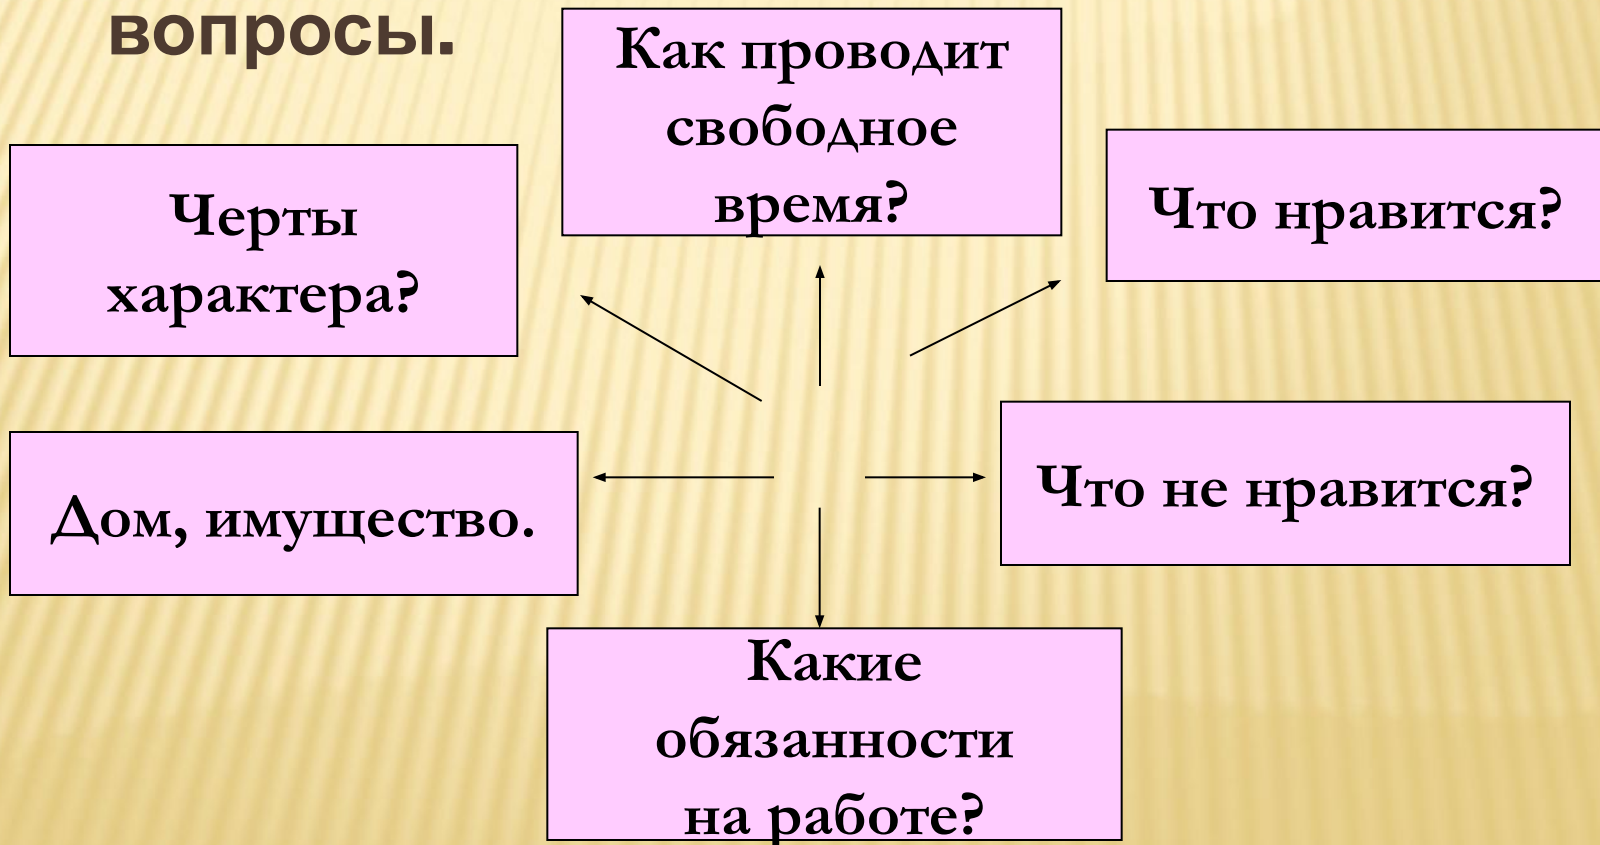 вопросы.
Как проводит
свободное
время?
Что нравится?
Черты
характера?
Что не нравится?
Дом, имущество.
Какие
обязанности
на работе?